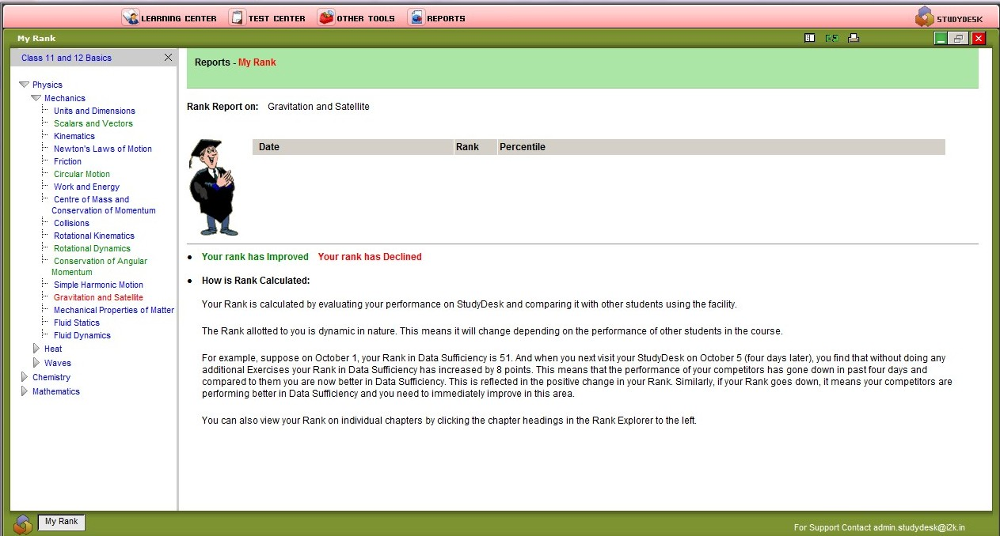 LEARNING CENTER TEST CENTER OTHER TOOLS REPORTS STUDYDESK
My Rank
Class 11 and 12 Basics
Physics
Mechanics
Units and Dimensions
Scalars and Vectors
Kinematics
Newton's Laws of Motion
Friction
Circular Motion
Work and Energy
Centre of Mass and
Conservation of Momentum
Collisions
Rotational Kinematics
Rotational Dynamics
Conservation of Angular
Momentum
Simple Harmonic Motion
Gravitation and Satellite
Mechanical Properties of Matter
Fluid Statics
Fluid Dynamics
Heat
Waves
Chemistry
Mathematics
Reports - My Rank
Rank Report on: Gravitation and Satellite
Date Rank Percentile
• Your rank has Improved Your rank has Declined
• How is Rank Calculated:
Your Rank is calculated by evaluating your performance on StudyDesk and comparing it with other students using the facility.
The Rank allotted to you is dynamic in nature. This means it will change depending on the performance of other students in the course.
For example, suppose on October 1, your Rank in Data Sufficiency is 51. And when you next visit your StudyDesk on October 5 (four days later), you find that without doing any
additional Exercises your Rank in Data Sufficiency has increased by 8 points. This means that the performance of your competitors has gone down in past four days and
compared to them you are now better in Data Sufficiency. This is reflected in the positive change in your Rank. Similarly, if your Rank goes down, it means your competitors are
performing better in Data Sufficiency and you need to immediately improve in this area.
You can also view your Rank on individual chapters by clicking the chapter headings in the Rank Explorer to the left.
My Rank
For Support Contact admin.studydesk@i2k.in